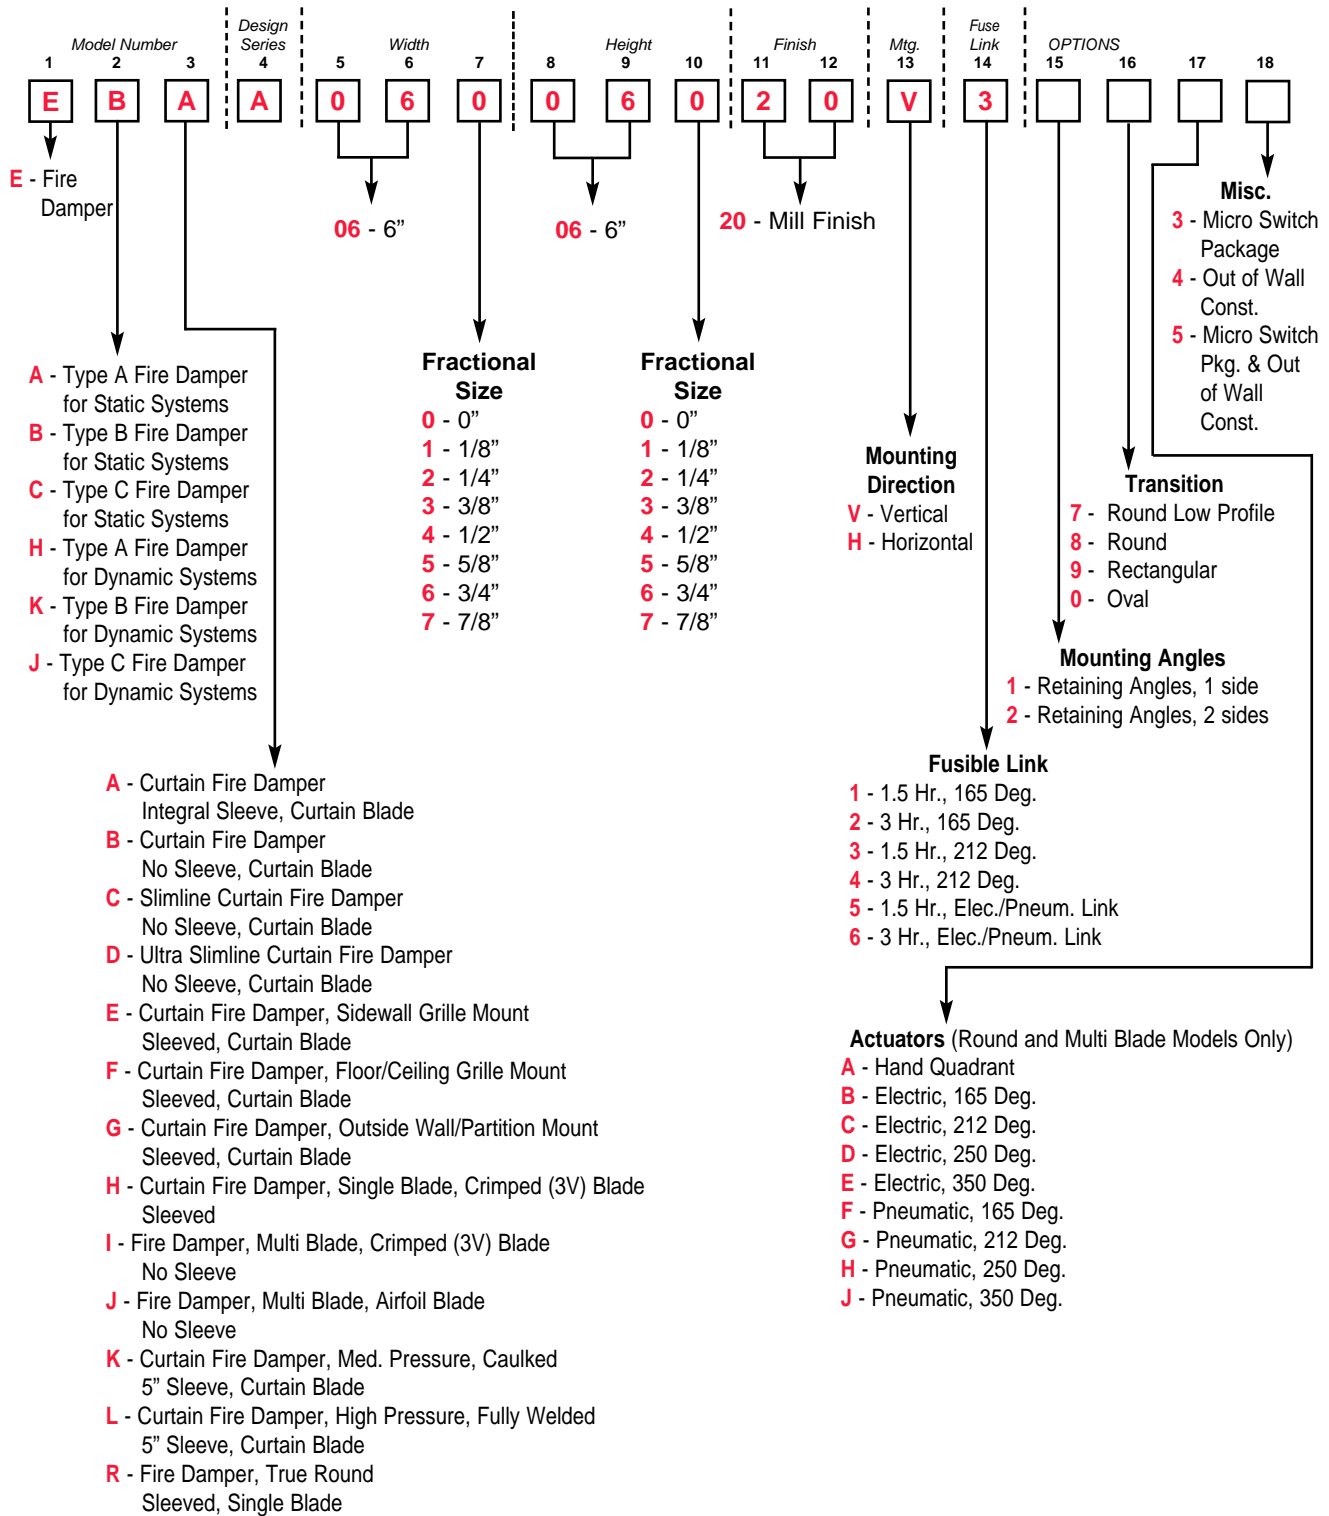 Model Number
Design Series
Width
Height
Finish
Mtg.
Fuse Link
OPTIONS
1 2 3 4 5 6 7 8 9 10 11 12 13 14 15 16 17 18
E B A A 0 6 0 0 6 0 2 0 V 3
E - Fire
Damper
06 - 6”
06 - 6”
20 - Mill Finish
Misc.
3 - Micro Switch
Package
4 - Out of Wall
Const.
5 - Micro Switch
Pkg. & Out
of Wall
Const.
A - Type A Fire Damper
for Static Systems
B - Type B Fire Damper
for Static Systems
C - Type C Fire Damper
for Static Systems
H - Type A Fire Damper
for Dynamic Systems
K - Type B Fire Damper
for Dynamic Systems
J - Type C Fire Damper
for Dynamic Systems
Fractional
Size
0 - 0”
1 - 1/8”
2 - 1/4”
3 - 3/8”
4 - 1/2”
5 - 5/8”
6 - 3/4”
7 - 7/8”
Fractional
Size
0 - 0”
1 - 1/8”
2 - 1/4”
3 - 3/8”
4 - 1/2”
5 - 5/8”
6 - 3/4”
7 - 7/8”
Mounting
Direction
V - Vertical
H - Horizontal
Transition
7 - Round Low Profile
8 - Round
9 - Rectangular
0 - Oval
Mounting Angles
1 - Retaining Angles, 1 side
2 - Retaining Angles, 2 sides
Fusible Link
1 - 1.5 Hr., 165 Deg.
2 - 3 Hr., 165 Deg.
3 - 1.5 Hr., 212 Deg.
4 - 3 Hr., 212 Deg.
5 - 1.5 Hr., Elec./Pneum. Link
6 - 3 Hr., Elec./Pneum. Link
A - Curtain Fire Damper
Integral Sleeve, Curtain Blade
B - Curtain Fire Damper
No Sleeve, Curtain Blade
C - Slimline Curtain Fire Damper
No Sleeve, Curtain Blade
D - Ultra Slimline Curtain Fire Damper
No Sleeve, Curtain Blade
E - Curtain Fire Damper, Sidewall Grille Mount
Sleeved, Curtain Blade
F - Curtain Fire Damper, Floor/Ceiling Grille Mount
Sleeved, Curtain Blade
G - Curtain Fire Damper, Outside Wall/Partition Mount
Sleeved, Curtain Blade
H - Curtain Fire Damper, Single Blade, Crimped (3V) Blade
Sleeved
I - Fire Damper, Multi Blade, Crimped (3V) Blade
No Sleeve
J - Fire Damper, Multi Blade, Airfoil Blade
No Sleeve
K - Curtain Fire Damper, Med. Pressure, Caulked
5” Sleeve, Curtain Blade
L - Curtain Fire Damper, High Pressure, Fully Welded
5” Sleeve, Curtain Blade
R - Fire Damper, True Round
Sleeved, Single Blade
Actuators (Round and Multi Blade Models Only)
A - Hand Quadrant
B - Electric, 165 Deg.
C - Electric, 212 Deg.
D - Electric, 250 Deg.
E - Electric, 350 Deg.
F - Pneumatic, 165 Deg.
G - Pneumatic, 212 Deg.
H - Pneumatic, 250 Deg.
J - Pneumatic, 350 Deg.